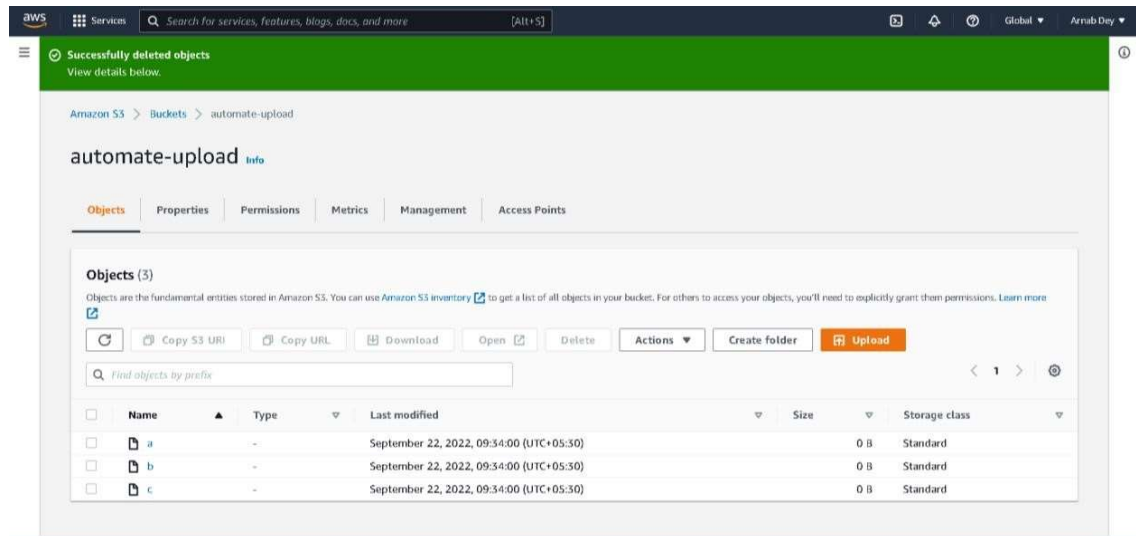 aws
Services
Search for services, features, blogs, docs, and more
[Alt+S]
Global ▼
Arnab Dey ▼
Successfully deleted objects
View details below.
Amazon S3 > Buckets > automate-upload
automate-upload Info
Objects
Properties
Permissions
Metrics
Management
Access Points
Objects (3)
Objects are the fundamental entities stored in Amazon S3. You can use Amazon S3 inventory to get a list of all objects in your bucket. For others to access your objects, you'll need to explicitly grant them permissions. Learn more
Copy S3 URI
Copy URL
Download
Open
Delete
Actions ▼
Create folder
Upload
Find objects by prefix
< 1 >
Name ▲ Type Last modified Size Storage class
a - September 22, 2022, 09:34:00 (UTC+05:30) 0 B Standard
b - September 22, 2022, 09:34:00 (UTC+05:30) 0 B Standard
c - September 22, 2022, 09:34:00 (UTC+05:30) 0 B Standard